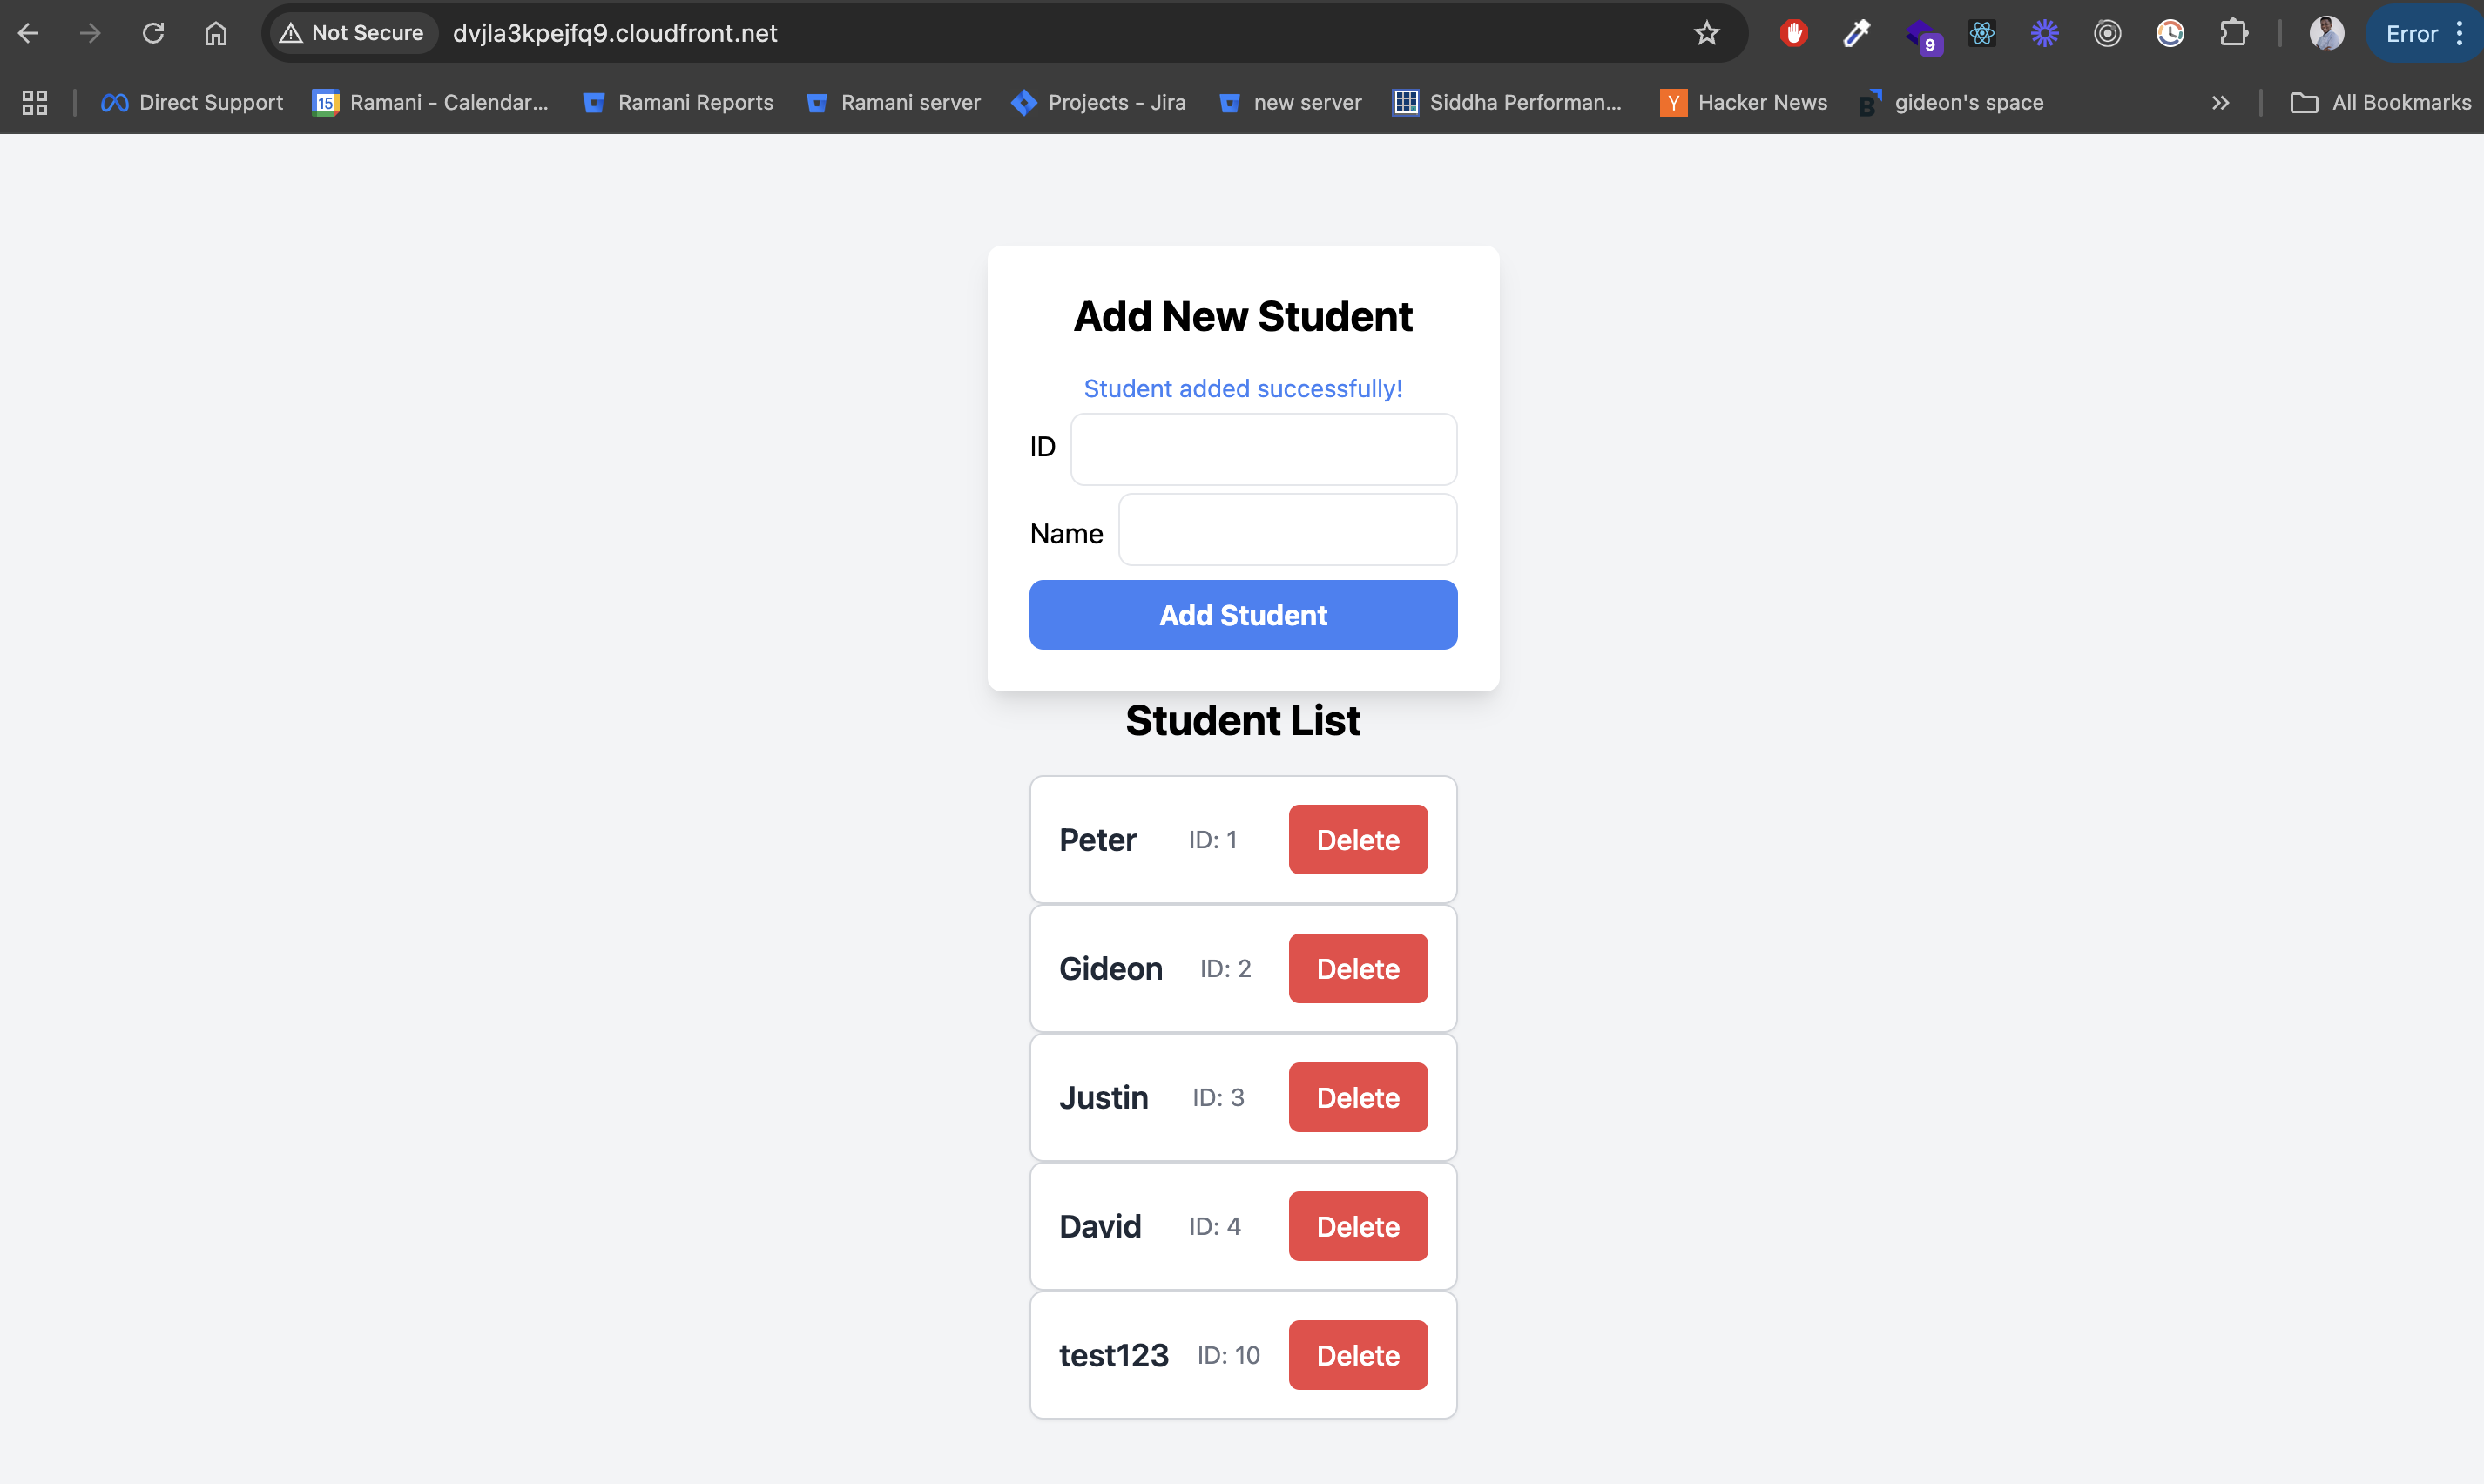 Not Secure dvjla3kpejfq9.cloudfront.net 9 Error
15 Y B
Direct Support Ramani - Calendar... Ramani Reports Ramani server Projects - Jira new server Siddha Performan... Hacker News gideon's space All Bookmarks
Add New Student
Student added successfully!
ID
Name
Add Student
Student List
Peter ID: 1 Delete
Gideon ID: 2 Delete
Justin ID: 3 Delete
David ID: 4 Delete
test123 ID: 10 Delete